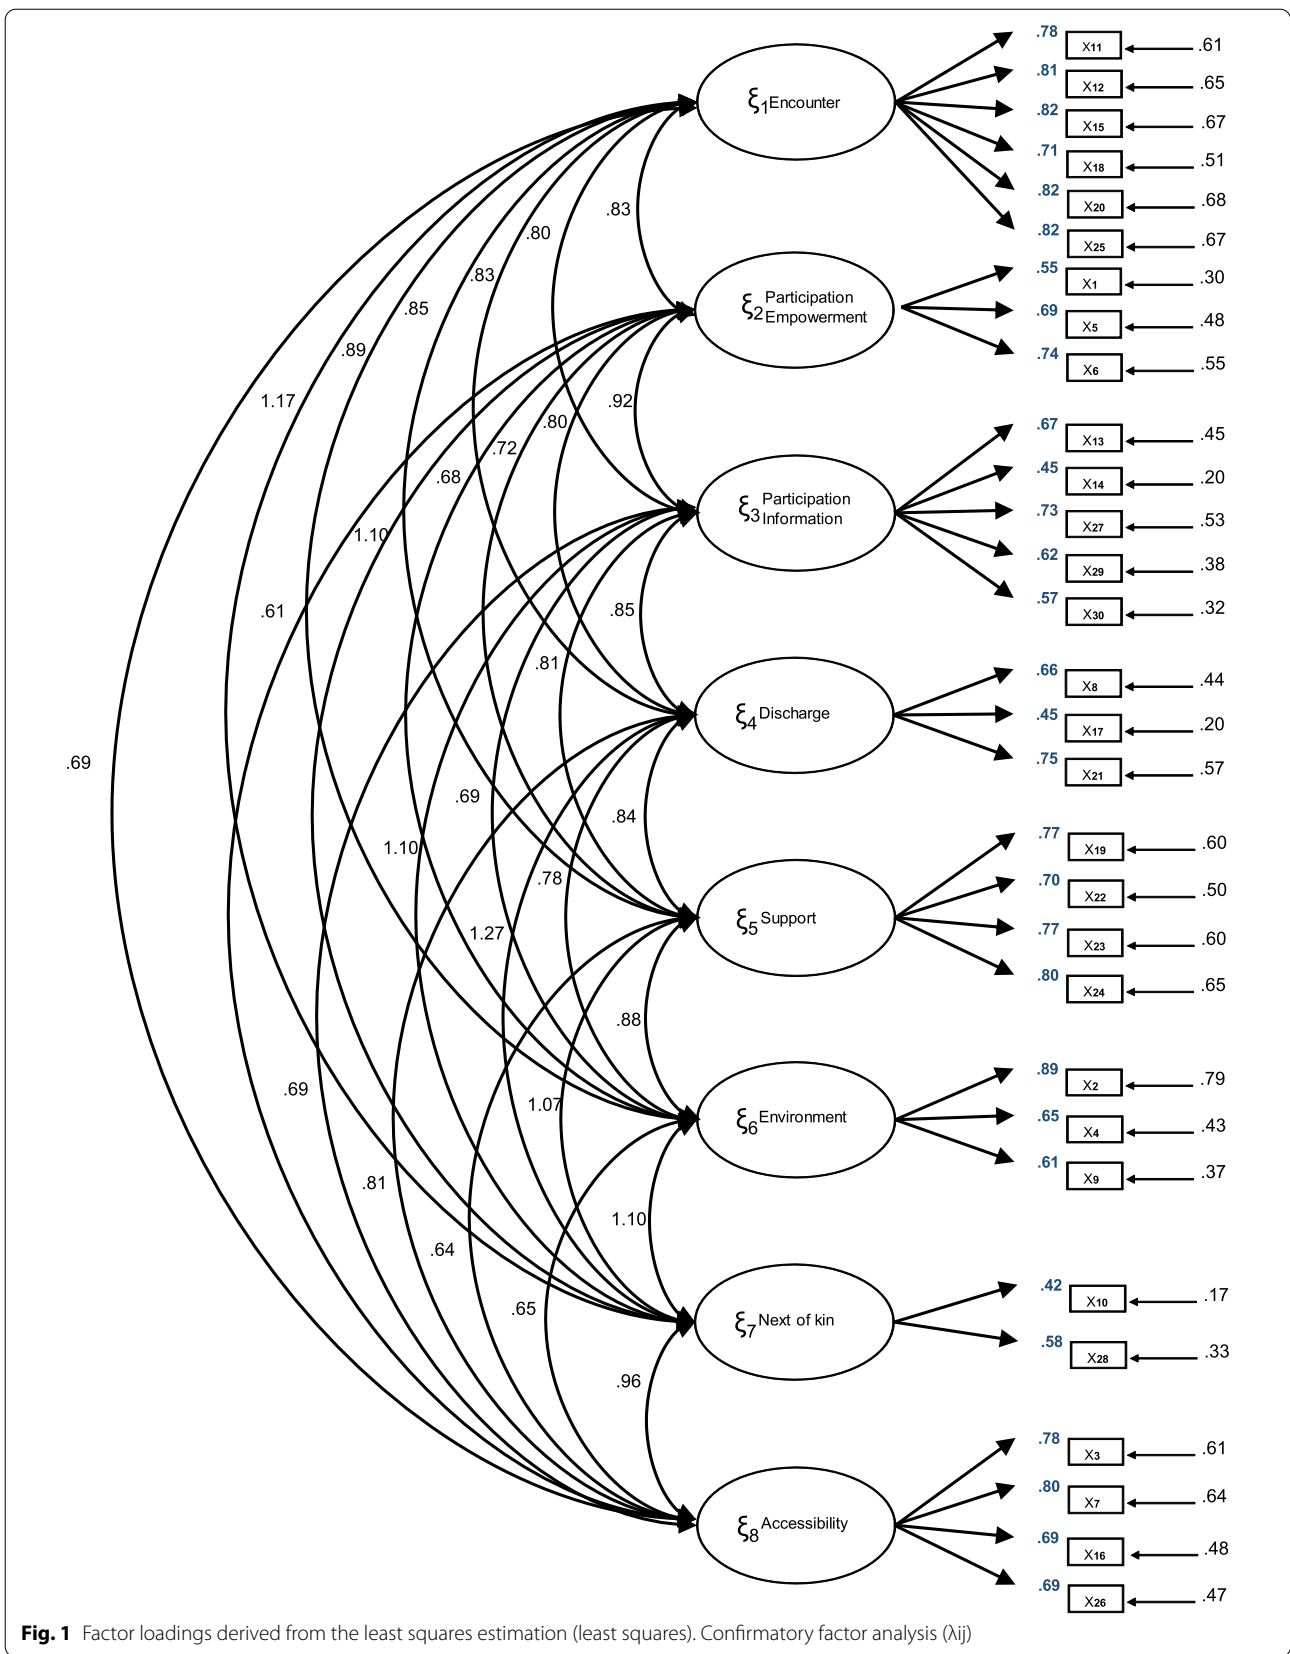 .78 X11 .61
.81 X12 .65
.82 X15 .67
.71 X18 .51
.82 X20 .68
.82 X25 .67
ξ1 Encounter
.83
.80
.83
.85
.89
1.17
.69
.55 X1 .30
.69 X5 .48
.74 X6 .55
ξ2 Participation
Empowerment
.92
.80
.72
.68
1.10
.61
.67 X13 .45
.45 X14 .20
.73 X27 .53
.62 X29 .38
.57 X30 .32
ξ3 Participation
Information
.85
.81
.69
1.10
.69
.66 X8 .44
.45 X17 .20
.75 X21 .57
ξ4 Discharge
.84
.78
1.27
.81
.77 X19 .60
.70 X22 .50
.77 X23 .60
.80 X24 .65
ξ5 Support
.88
1.07
.64
.89 X2 .79
.65 X4 .43
.61 X9 .37
ξ6 Environment
1.10
.65
.42 X10 .17
.58 X28 .33
ξ7 Next of kin
.96
.78 X3 .61
.80 X7 .64
.69 X16 .48
.69 X26 .47
ξ8 Accessibility
Fig. 1 Factor loadings derived from the least squares estimation (least squares). Confirmatory factor analysis (λij)